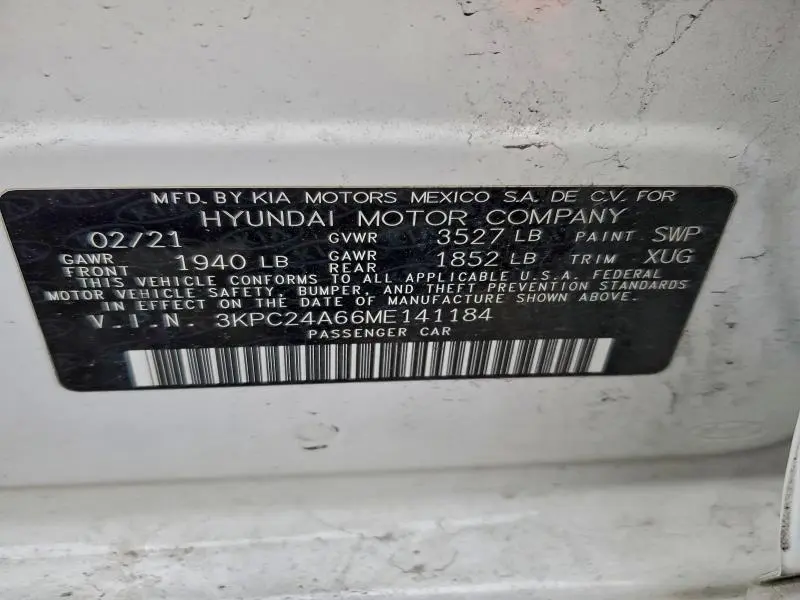 MFD. BY KIA MOTORS MEXICO S.A. DE C.V. FOR
HYUNDAI MOTOR COMPANY
02/21 GVWR 3527 LB PAINT SWP
GAWR FRONT 1940 LB GAWR REAR 1852 LB TRIM XUG
THIS VEHICLE CONFORMS TO ALL APPLICABLE U.S.A. FEDERAL
MOTOR VEHICLE SAFETY, BUMPER, AND THEFT PREVENTION STANDARDS
IN EFFECT ON THE DATE OF MANUFACTURE SHOWN ABOVE.
V.I.N. 3KPC24A66ME141184
PASSENGER CAR